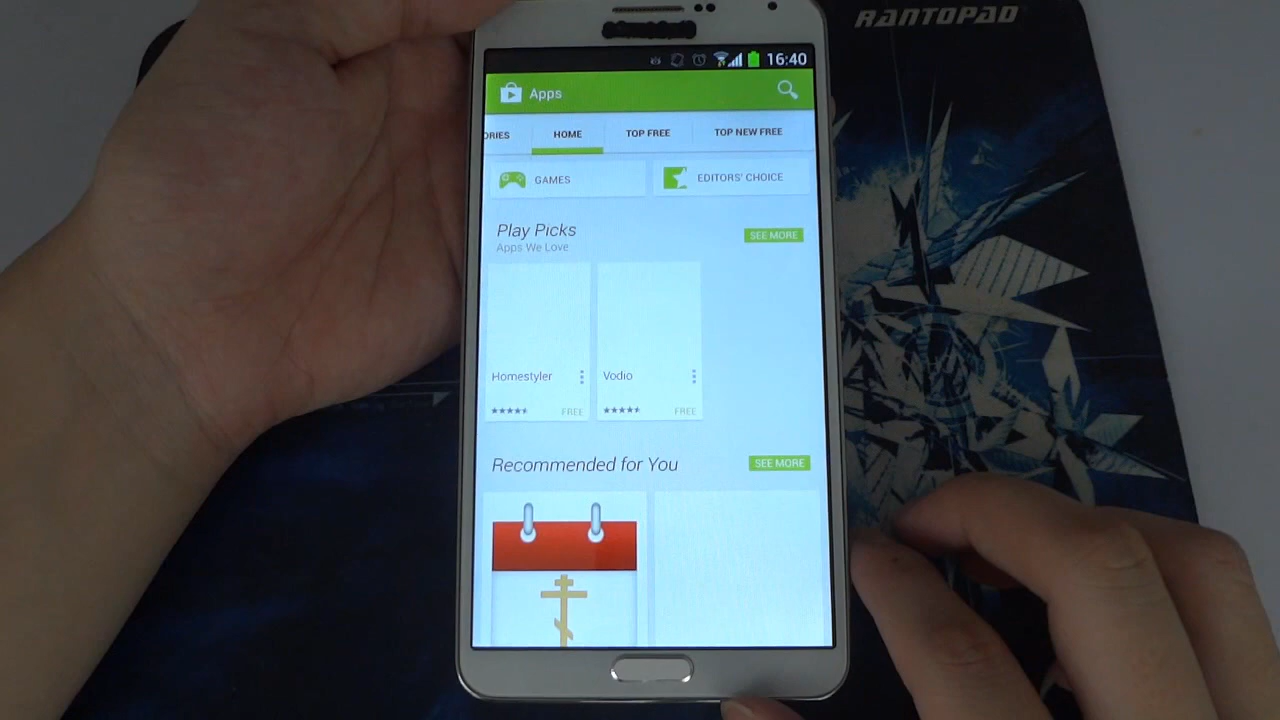 RANTOPAD
16:40
Apps
ORIES
HOME
TOP FREE
TOP NEW FREE
GAMES
EDITORS' CHOICE
Play Picks
Apps We Love
SEE MORE
Homestyler
FREE
Vodio
FREE
Recommended for You
SEE MORE